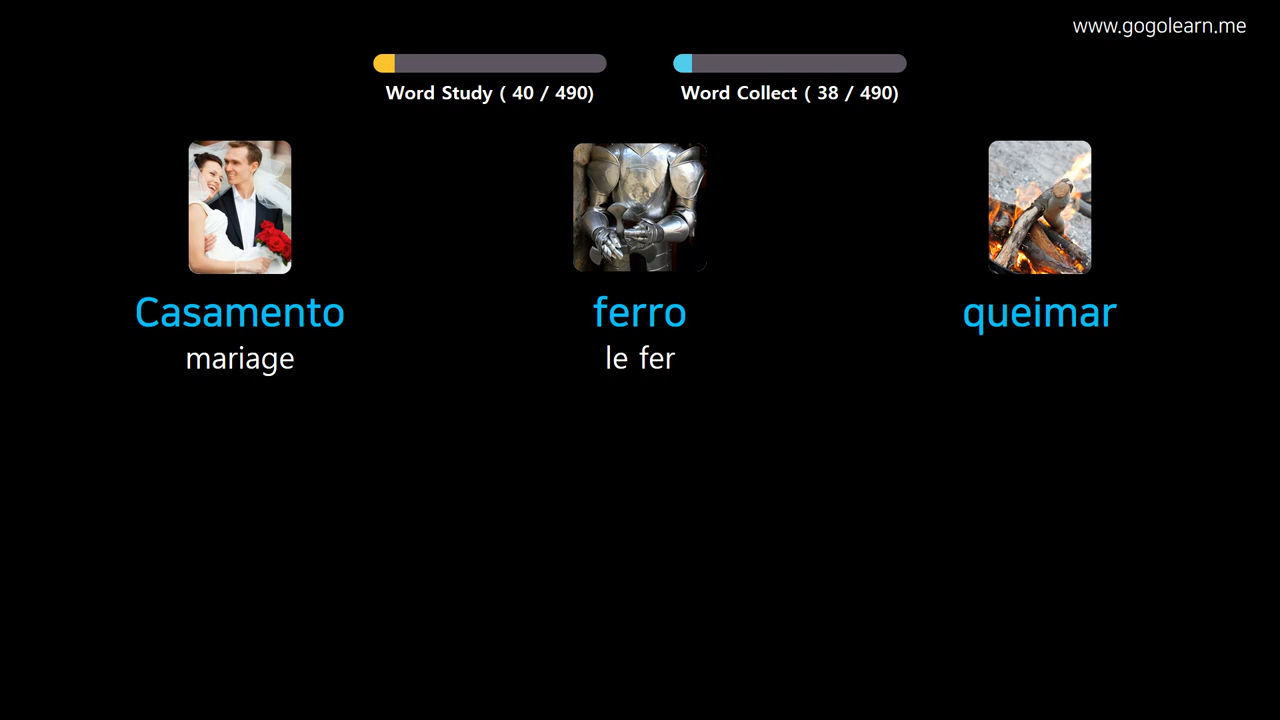 www.gogolearn.me
Word Study ( 40 / 490)
Word Collect ( 38 / 490)
Casamento
mariage
ferro
le fer
queimar